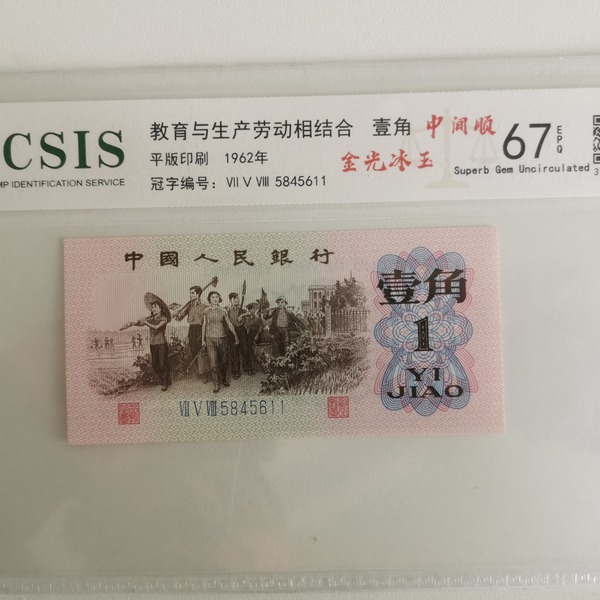 CSIS
MP IDENTIFICATION SERVICE
教育与生产劳动相结合 壹角 中间顺
平版印刷 1962年 金光冰玉
冠字编号: VII V VIII 5845611
67 EPQ
Superb Gem Uncirculated
中國人民銀行
壹角
1
YI
JIAO
VII V VIII 5845611